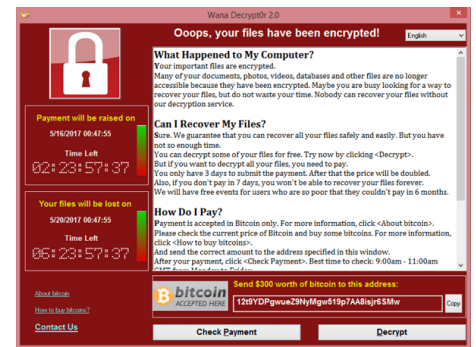 Wana Decrypt0r 2.0
Ooops, your files have been encrypted!
English
What Happened to My Computer?
Your important files are encrypted.
Many of your documents, photos, videos, databases and other files are no longer
accessible because they have been encrypted. Maybe you are busy looking for a way to
recover your files, but do not waste your time. Nobody can recover your files without
our decryption service.
Can I Recover My Files?
Sure. We guarantee that you can recover all your files safely and easily. But you have
not so enough time.
You can decrypt some of your files for free. Try now by clicking <Decrypt>.
But if you want to decrypt all your files, you need to pay.
You only have 3 days to submit the payment. After that the price will be doubled.
Also, if you don't pay in 7 days, you won't be able to recover your files forever.
We will have free events for users who are so poor that they couldn't pay in 6 months.
How Do I Pay?
Payment is accepted in Bitcoin only. For more information, click <About bitcoin>.
Please check the current price of Bitcoin and buy some bitcoins. For more information,
click <How to buy bitcoins>.
And send the correct amount to the address specified in this window.
After your payment, click <Check Payment>. Best time to check: 9:00am - 11:00am
GMT from Monday to Friday.
Payment will be raised on
5/16/2017 00:47:55
Time Left
02:23:57:37
Your files will be lost on
5/20/2017 00:47:55
Time Left
06:23:57:37
About bitcoin
How to buy bitcoins?
Contact Us
bitcoin
ACCEPTED HERE
Send $300 worth of bitcoin to this address:
12t9YDPgwueZ9NyMgw519p7AA8isjr6SMw
Copy
Check Payment
Decrypt